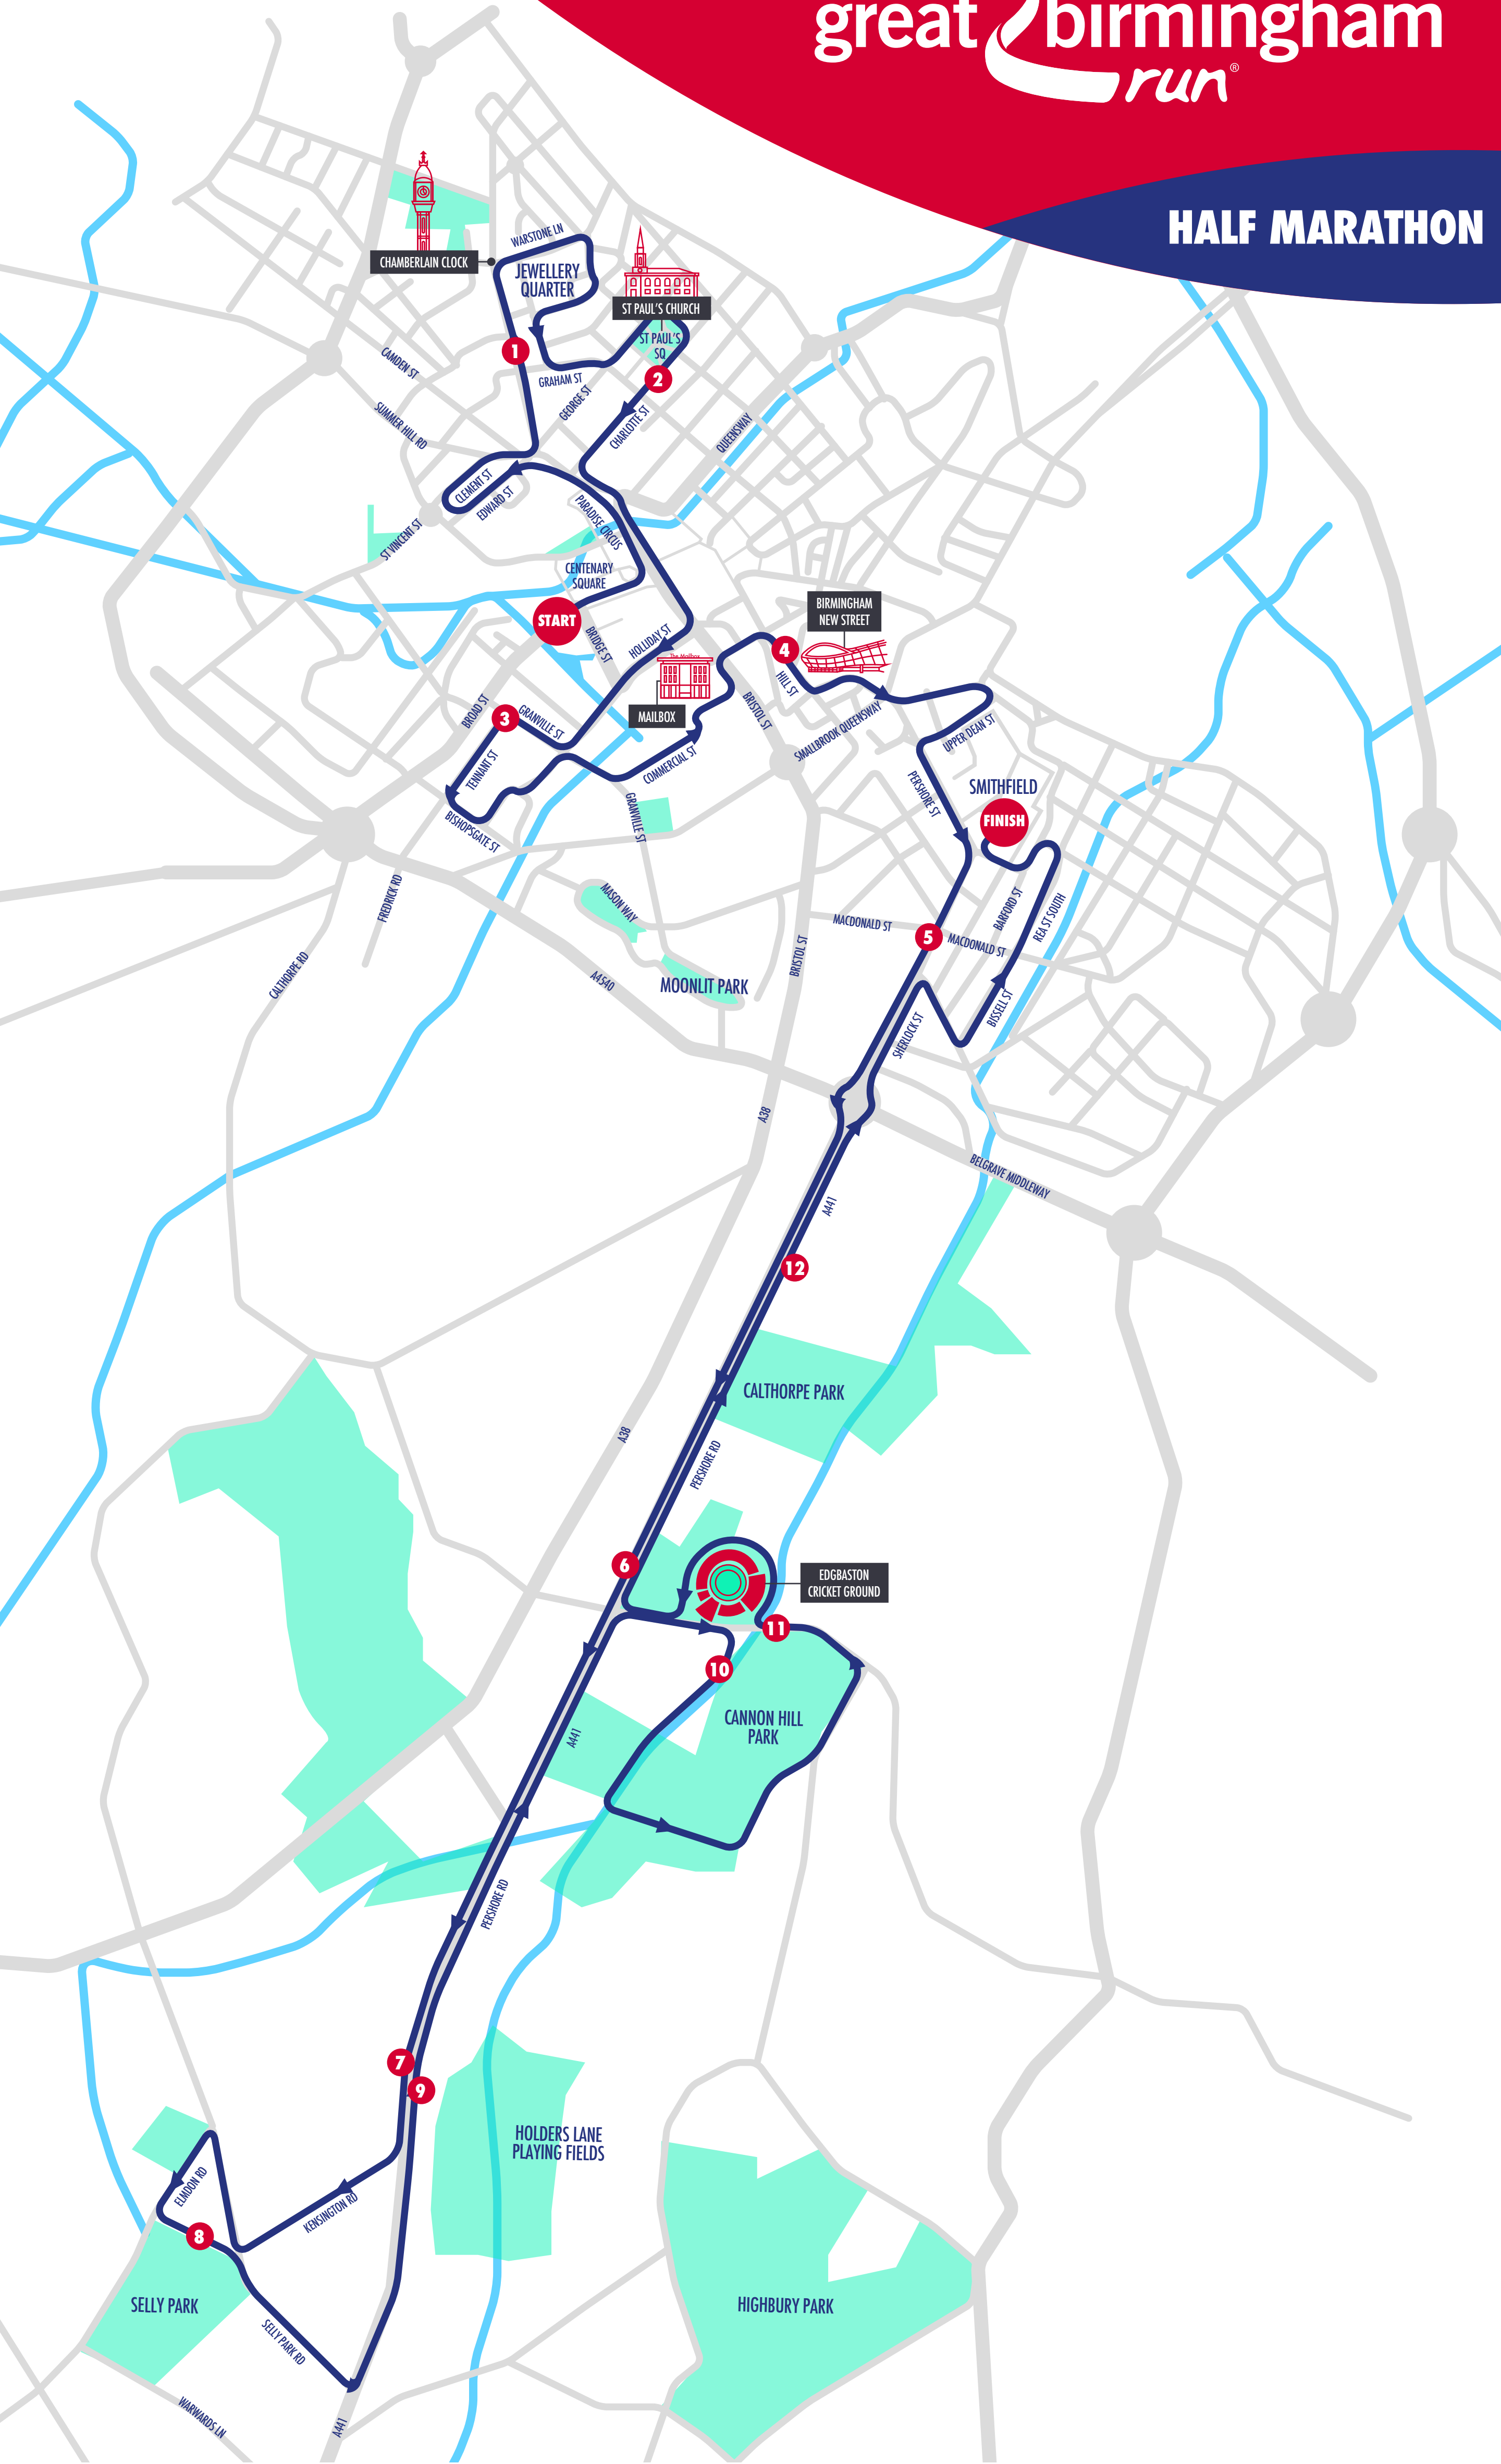 great birmingham
run®
HALF MARATHON
WARSTONE LN
CHAMBERLAIN CLOCK
JEWELLERY
QUARTER
ST PAUL'S CHURCH
ST PAUL'S
SQ
1
CAMDEN ST
GRAHAM ST
2
GEORGE ST
SUMMER HILL RD
CHARLOTTE ST
QUEENSWAY
CLEMENT ST
EDWARD ST
PARADISE CIRCUS
ST VINCENT ST
CENTENARY
SQUARE
START
BRIDGE ST
HOLLIDAY ST
BIRMINGHAM
NEW STREET
4
The Mailbox
MAILBOX
HILL ST
BRISTOL ST
BROAD ST
3
GRANVILLE ST
SMALLBROOK QUEENSWAY
UPPER DEAN ST
TENNANT ST
COMMERCIAL ST
PERSHORE ST
SMITHFIELD
FINISH
BISHOPSGATE ST
GRANVILLE ST
FREDRICK RD
MASON WAY
MACDONALD ST
5
MACDONALD ST
BARFORD ST
REA ST SOUTH
CALTHORPE RD
A4540
MOONLIT PARK
BRISTOL ST
BISSELL ST
SHERLOCK ST
A38
BELGRAVE MIDDLEWAY
A441
12
CALTHORPE PARK
A38
PERSHORE RD
6
EDGBASTON
CRICKET GROUND
11
10
CANNON HILL
PARK
A441
PERSHORE RD
7
9
HOLDERS LANE
PLAYING FIELDS
ELMDON RD
KENSINGTON RD
8
SELLY PARK
SELLY PARK RD
HIGHBURY PARK
WARWARDS LN
A441